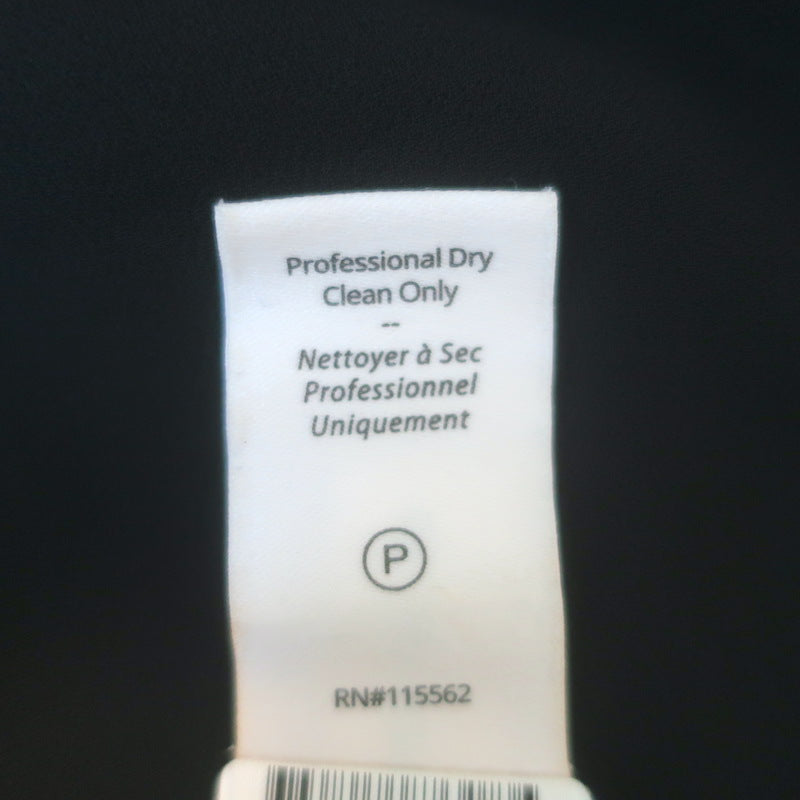 Professional Dry
Clean Only
--
Nettoyer à Sec
Professionnel
Uniquement
P
RN#115562